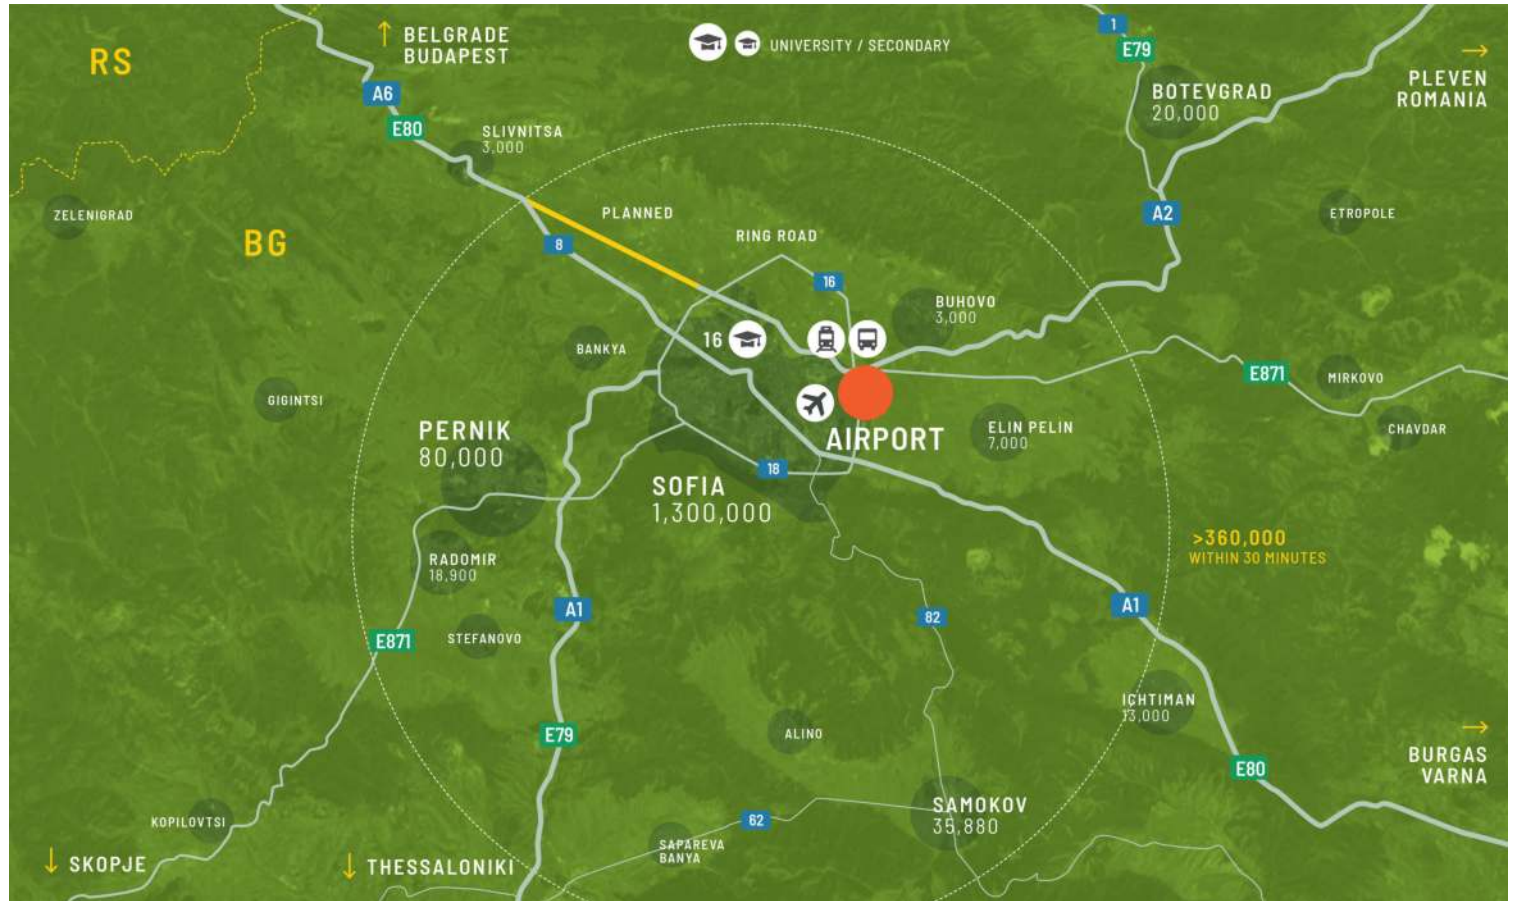 RS
BELGRADE
BUDAPEST
UNIVERSITY / SECONDARY
1
E79
PLEVEN
ROMANIA
BOTEVGRAD
20,000
A6
E80
SLIVNITSA
3,000
ZELENIGRAD
BG
PLANNED
8
RING ROAD
16
A2
ETROPOLE
BUHOVO
3,000
16
BANKYA
E871
MIRKOVO
GIGINTSI
CHAVDAR
PERNIK
80,000
AIRPORT
ELIN PELIN
7,000
SOFIA
1,300,000
18
>360,000
WITHIN 30 MINUTES
RADOMIR
18,900
A1
82
A1
STEFANOVO
E871
ICHTIMAN
13,000
E79
ALINO
E80
BURGAS
VARNA
KOPILOVTSI
62
SAMOKOV
35,880
SAPAREVA
BANYA
SKOPJE
THESSALONIKI